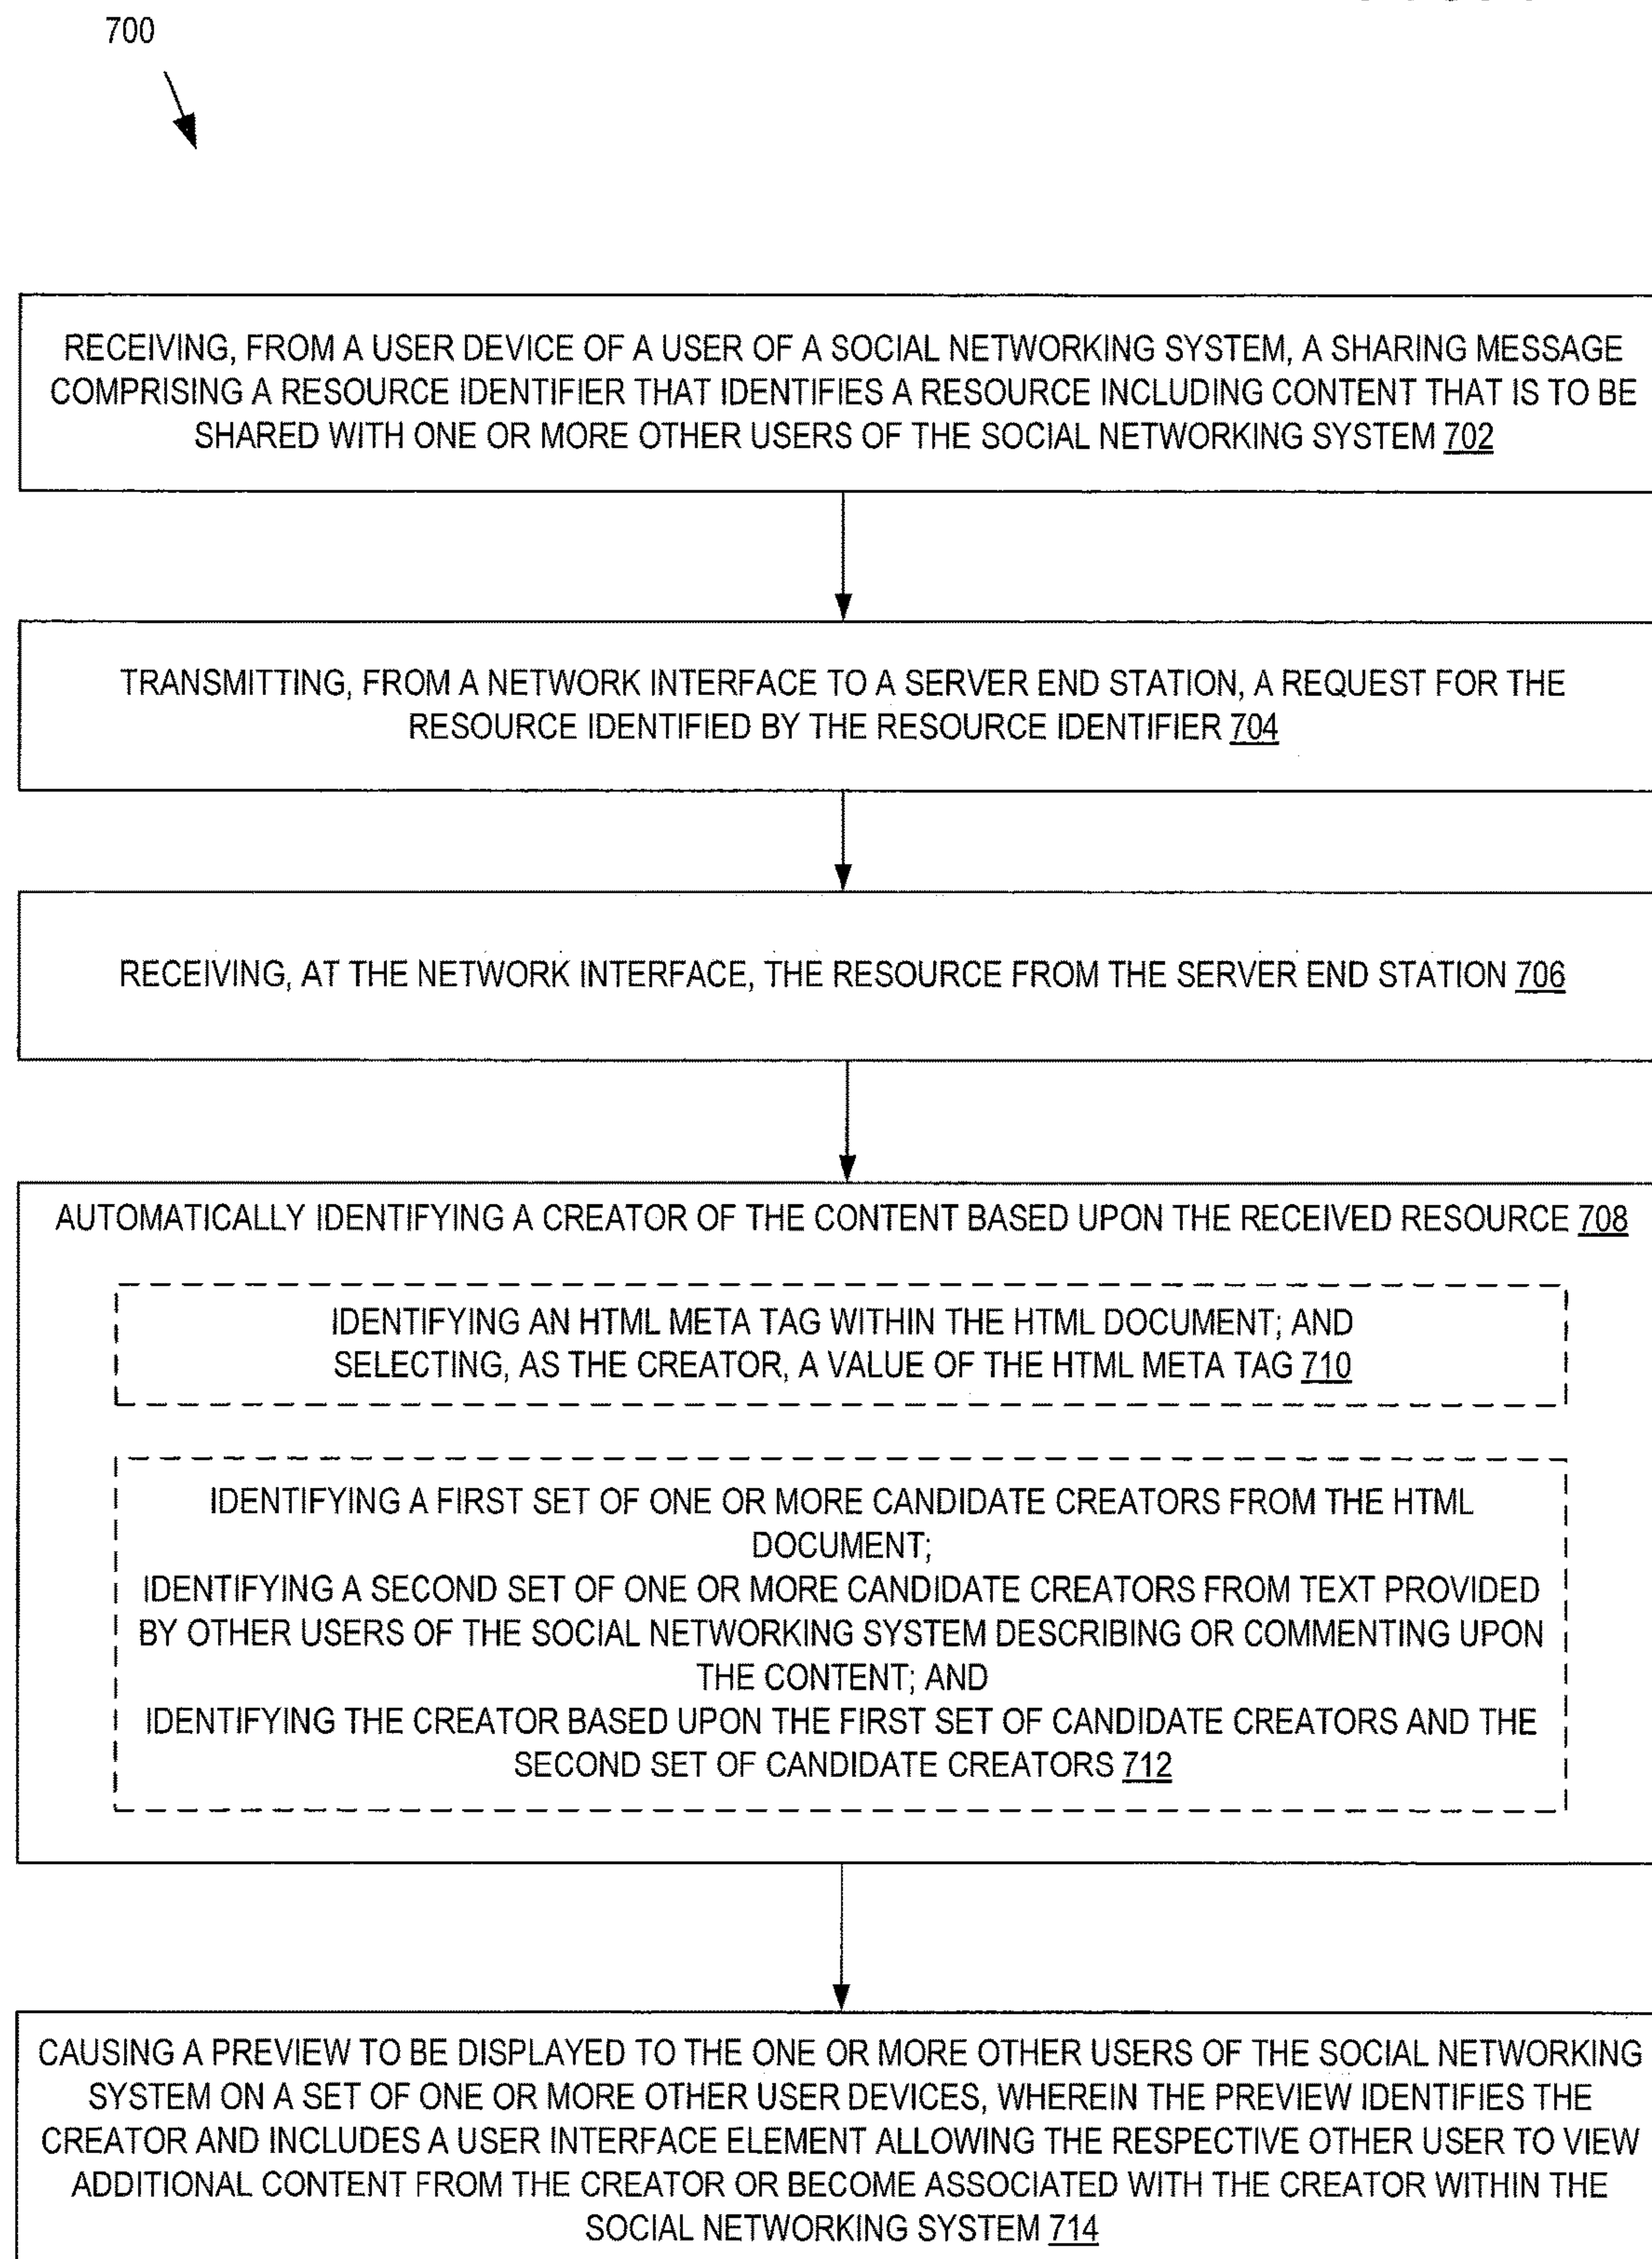 700
RECEIVING, FROM A USER DEVICE OF A USER OF A SOCIAL NETWORKING SYSTEM, A SHARING MESSAGE
COMPRISING A RESOURCE IDENTIFIER THAT IDENTIFIES A RESOURCE INCLUDING CONTENT THAT IS TO BE
SHARED WITH ONE OR MORE OTHER USERS OF THE SOCIAL NETWORKING SYSTEM 702
TRANSMITTING, FROM A NETWORK INTERFACE TO A SERVER END STATION, A REQUEST FOR THE
RESOURCE IDENTIFIED BY THE RESOURCE IDENTIFIER 704
RECEIVING, AT THE NETWORK INTERFACE, THE RESOURCE FROM THE SERVER END STATION 706
AUTOMATICALLY IDENTIFYING A CREATOR OF THE CONTENT BASED UPON THE RECEIVED RESOURCE 708
IDENTIFYING AN HTML META TAG WITHIN THE HTML DOCUMENT; AND
SELECTING, AS THE CREATOR, A VALUE OF THE HTML META TAG 710
IDENTIFYING A FIRST SET OF ONE OR MORE CANDIDATE CREATORS FROM THE HTML
DOCUMENT;
IDENTIFYING A SECOND SET OF ONE OR MORE CANDIDATE CREATORS FROM TEXT PROVIDED
BY OTHER USERS OF THE SOCIAL NETWORKING SYSTEM DESCRIBING OR COMMENTING UPON
THE CONTENT; AND
IDENTIFYING THE CREATOR BASED UPON THE FIRST SET OF CANDIDATE CREATORS AND THE
SECOND SET OF CANDIDATE CREATORS 712
CAUSING A PREVIEW TO BE DISPLAYED TO THE ONE OR MORE OTHER USERS OF THE SOCIAL NETWORKING
SYSTEM ON A SET OF ONE OR MORE OTHER USER DEVICES, WHEREIN THE PREVIEW IDENTIFIES THE
CREATOR AND INCLUDES A USER INTERFACE ELEMENT ALLOWING THE RESPECTIVE OTHER USER TO VIEW
ADDITIONAL CONTENT FROM THE CREATOR OR BECOME ASSOCIATED WITH THE CREATOR WITHIN THE
SOCIAL NETWORKING SYSTEM 714